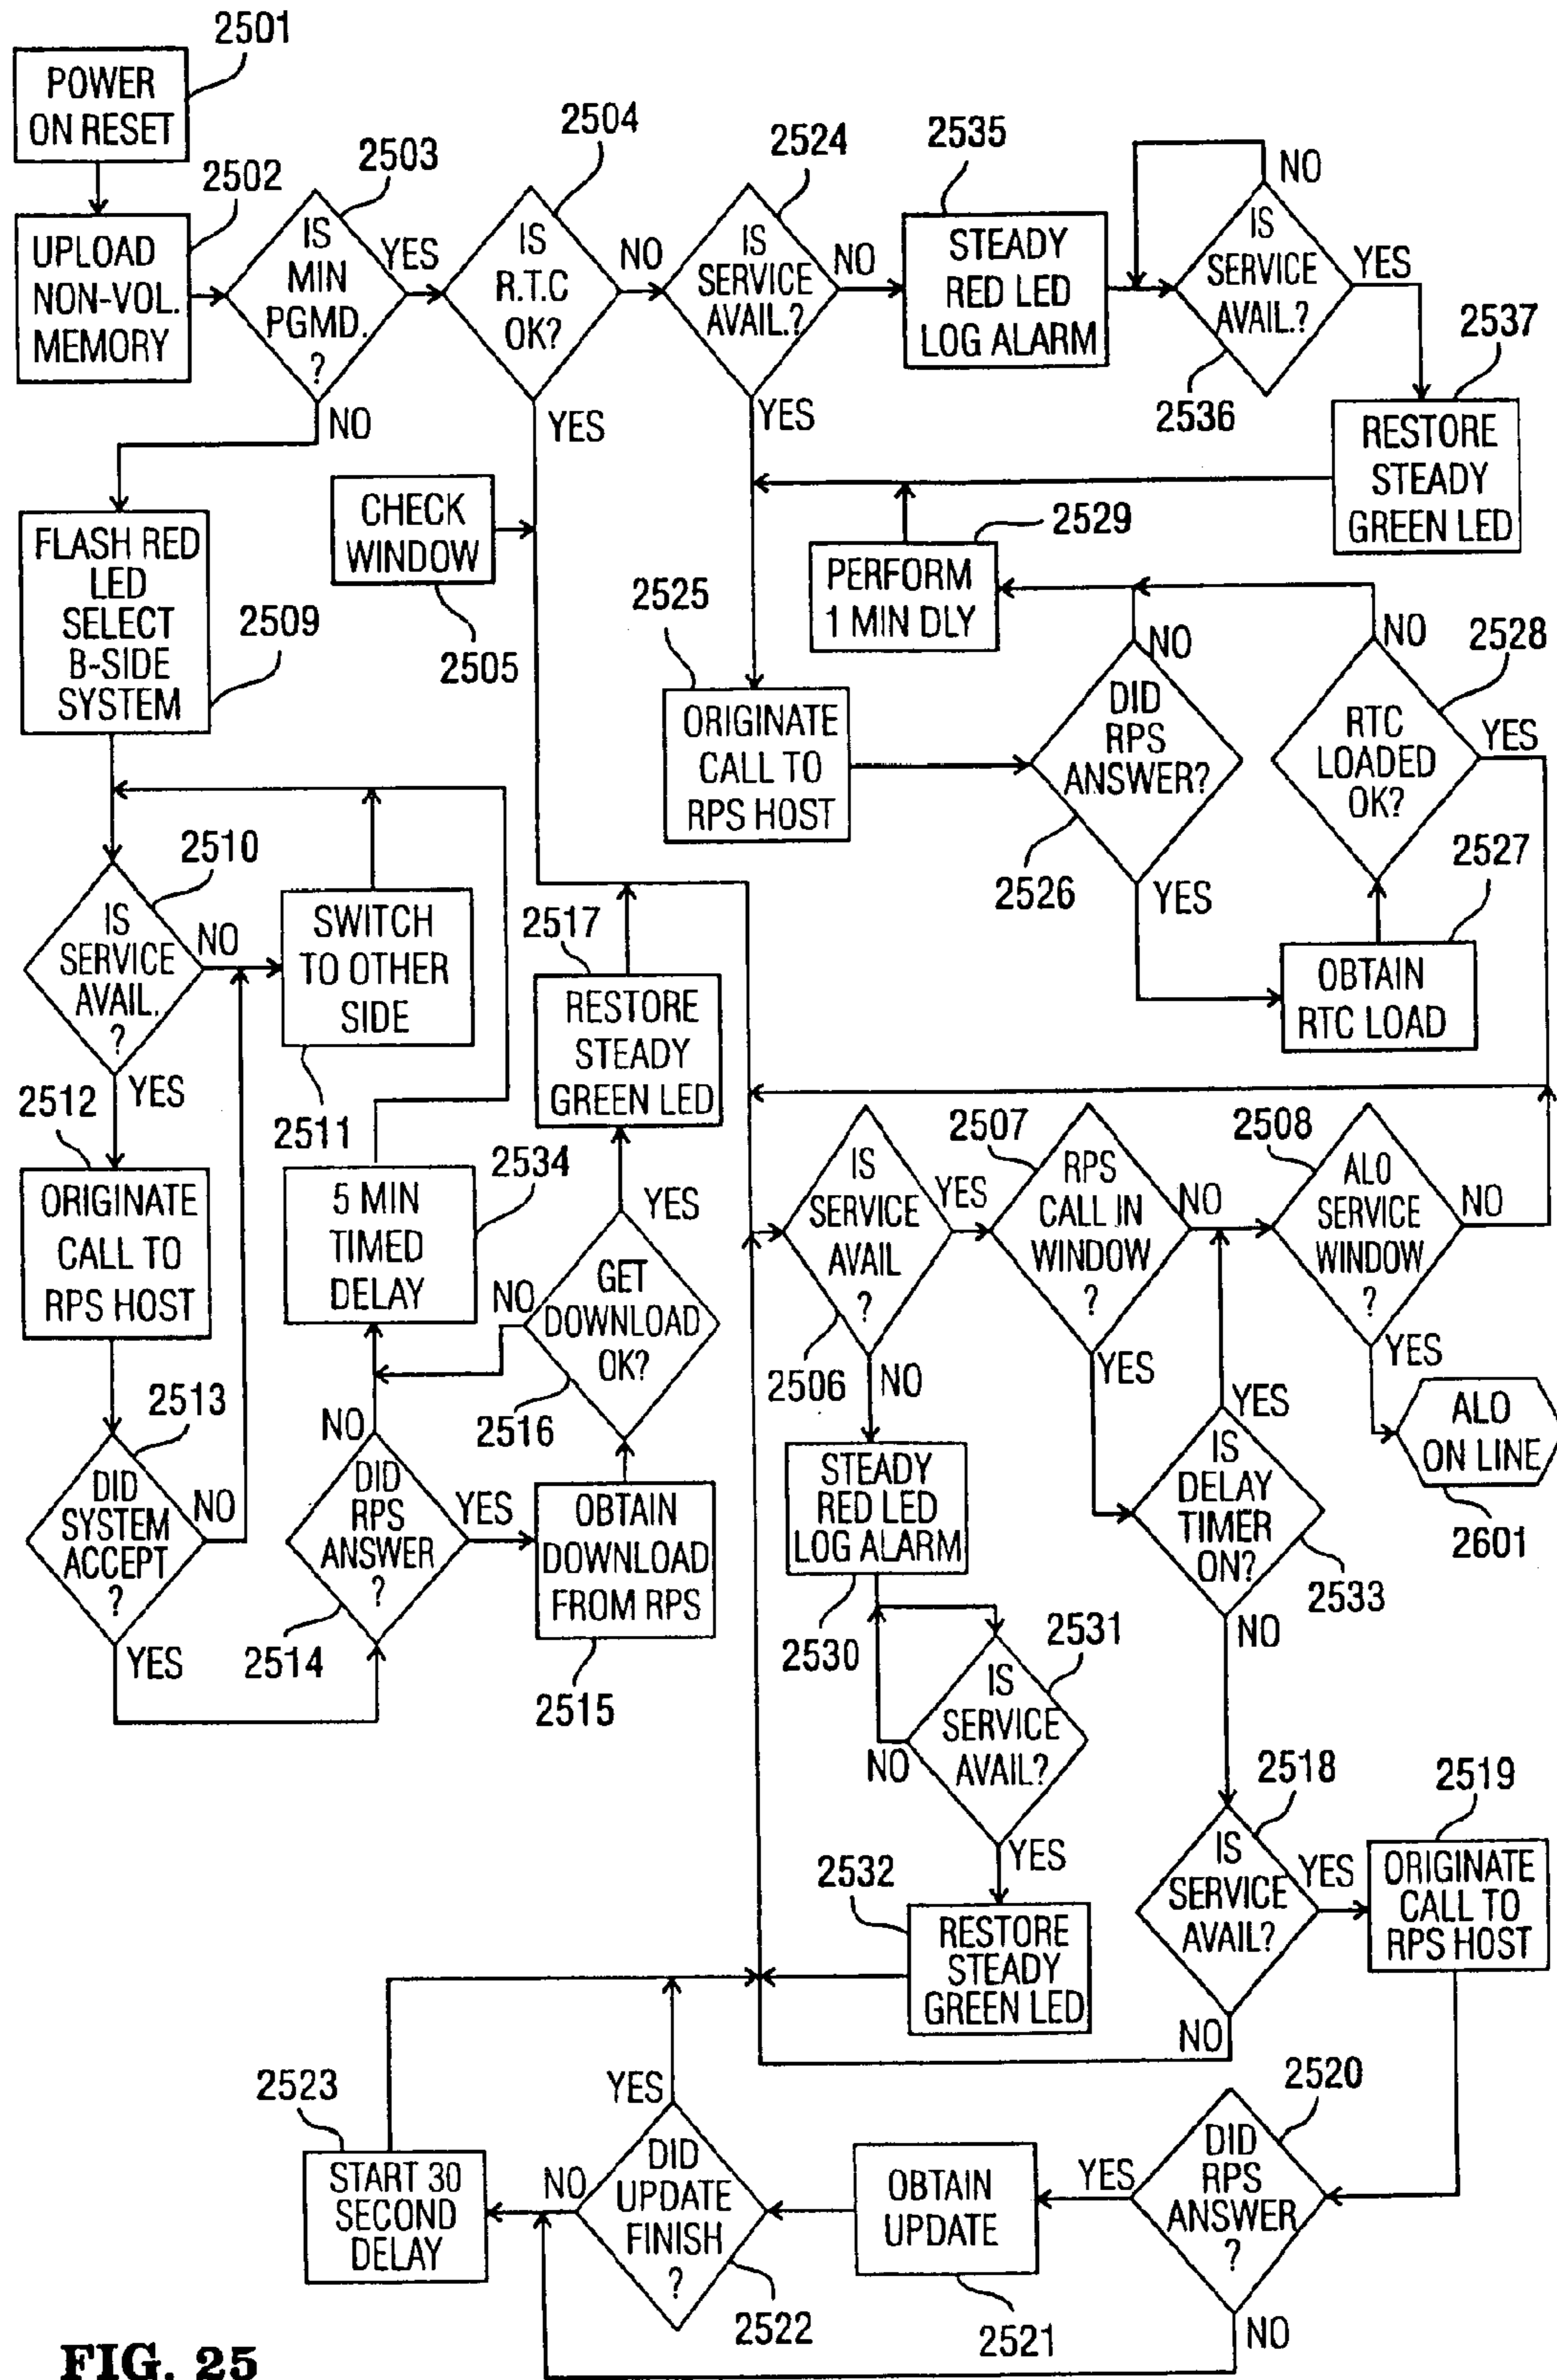 2501
POWER
ON RESET
2502
UPLOAD
NON-VOL.
MEMORY
2503
IS
MIN
PGMD.
?
YES
NO
2504
IS
R.T.C
OK?
NO
YES
2524
IS
SERVICE
AVAIL.?
NO
YES
2535
STEADY
RED LED
LOG ALARM
IS
SERVICE
AVAIL.?
NO
YES
2536
2537
RESTORE
STEADY
GREEN LED
CHECK
WINDOW
2505
FLASH RED
LED
SELECT
B-SIDE
SYSTEM
2509
2529
PERFORM
1 MIN DLY
2525
ORIGINATE
CALL TO
RPS HOST
DID
RPS
ANSWER?
NO
YES
2526
2528
RTC
LOADED
OK?
NO
YES
2527
OBTAIN
RTC LOAD
2510
IS
SERVICE
AVAIL.
?
NO
YES
SWITCH
TO OTHER
SIDE
2511
2517
RESTORE
STEADY
GREEN LED
2512
ORIGINATE
CALL TO
RPS HOST
2534
5 MIN
TIMED
DELAY
YES
GET
DOWNLOAD
OK?
NO
2516
2513
DID
SYSTEM
ACCEPT
?
NO
YES
NO
DID
RPS
ANSWER
?
YES
2514
OBTAIN
DOWNLOAD
FROM RPS
2515
IS
SERVICE
AVAIL
?
YES
2506
NO
2507
RPS
CALL IN
WINDOW
?
NO
YES
2508
ALO
SERVICE
WINDOW
?
NO
YES
ALO
ON LINE
2601
STEADY
RED LED
LOG ALARM
2530
YES
IS
DELAY
TIMER
ON?
2533
NO
2531
IS
SERVICE
AVAIL?
NO
YES
2532
RESTORE
STEADY
GREEN LED
2518
IS
SERVICE
AVAIL?
YES
NO
2519
ORIGINATE
CALL TO
RPS HOST
2523
START 30
SECOND
DELAY
YES
DID
UPDATE
FINISH
?
NO
2522
OBTAIN
UPDATE
2521
2520
DID
RPS
ANSWER
?
YES
NO
FIG. 25